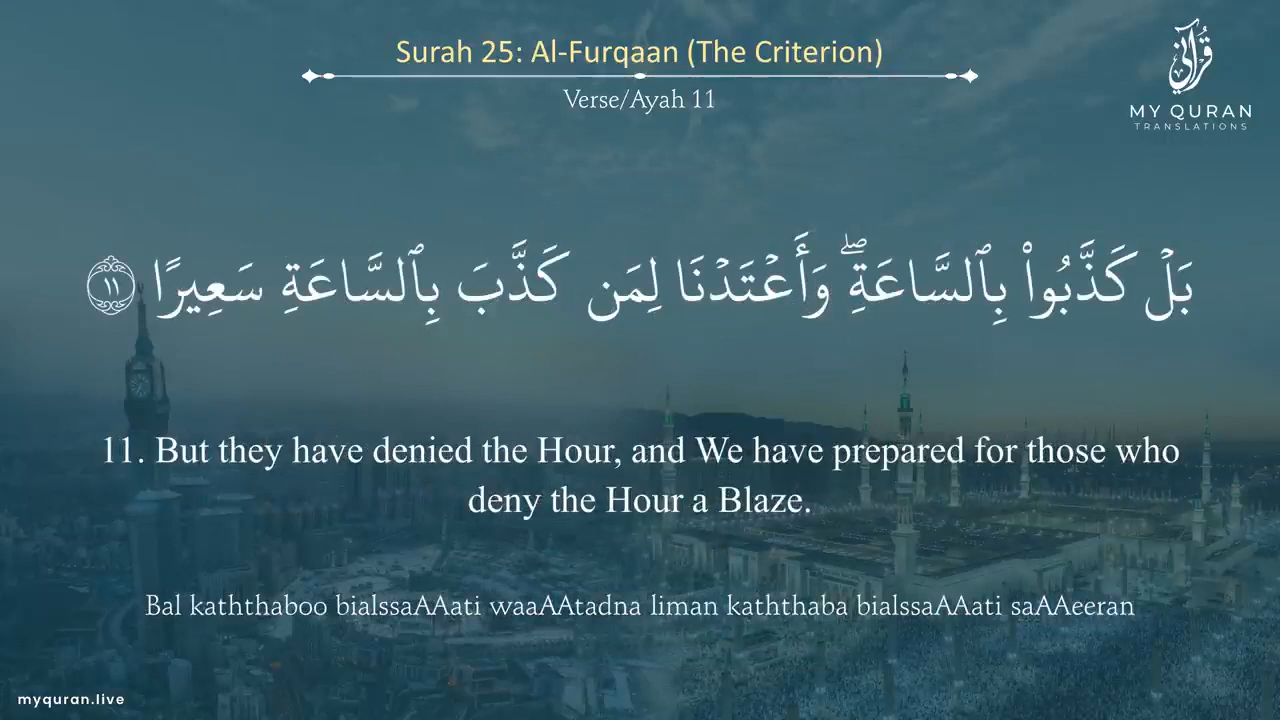 Surah 25: Al-Furqaan (The Criterion)
Verse/Ayah 11
قرآني
MY QURAN
TRANSLATIONS
بَلْ كَذَّبُوا۟ بِٱلسَّاعَةِ ۖ وَأَعْتَدْنَا لِمَن كَذَّبَ بِٱلسَّاعَةِ سَعِيرًا ١١
11. But they have denied the Hour, and We have prepared for those who
deny the Hour a Blaze.
Bal kaththaboo bialssaAAati waaAAtadna liman kaththaba bialssaAAati saAAeeran
myquran.live